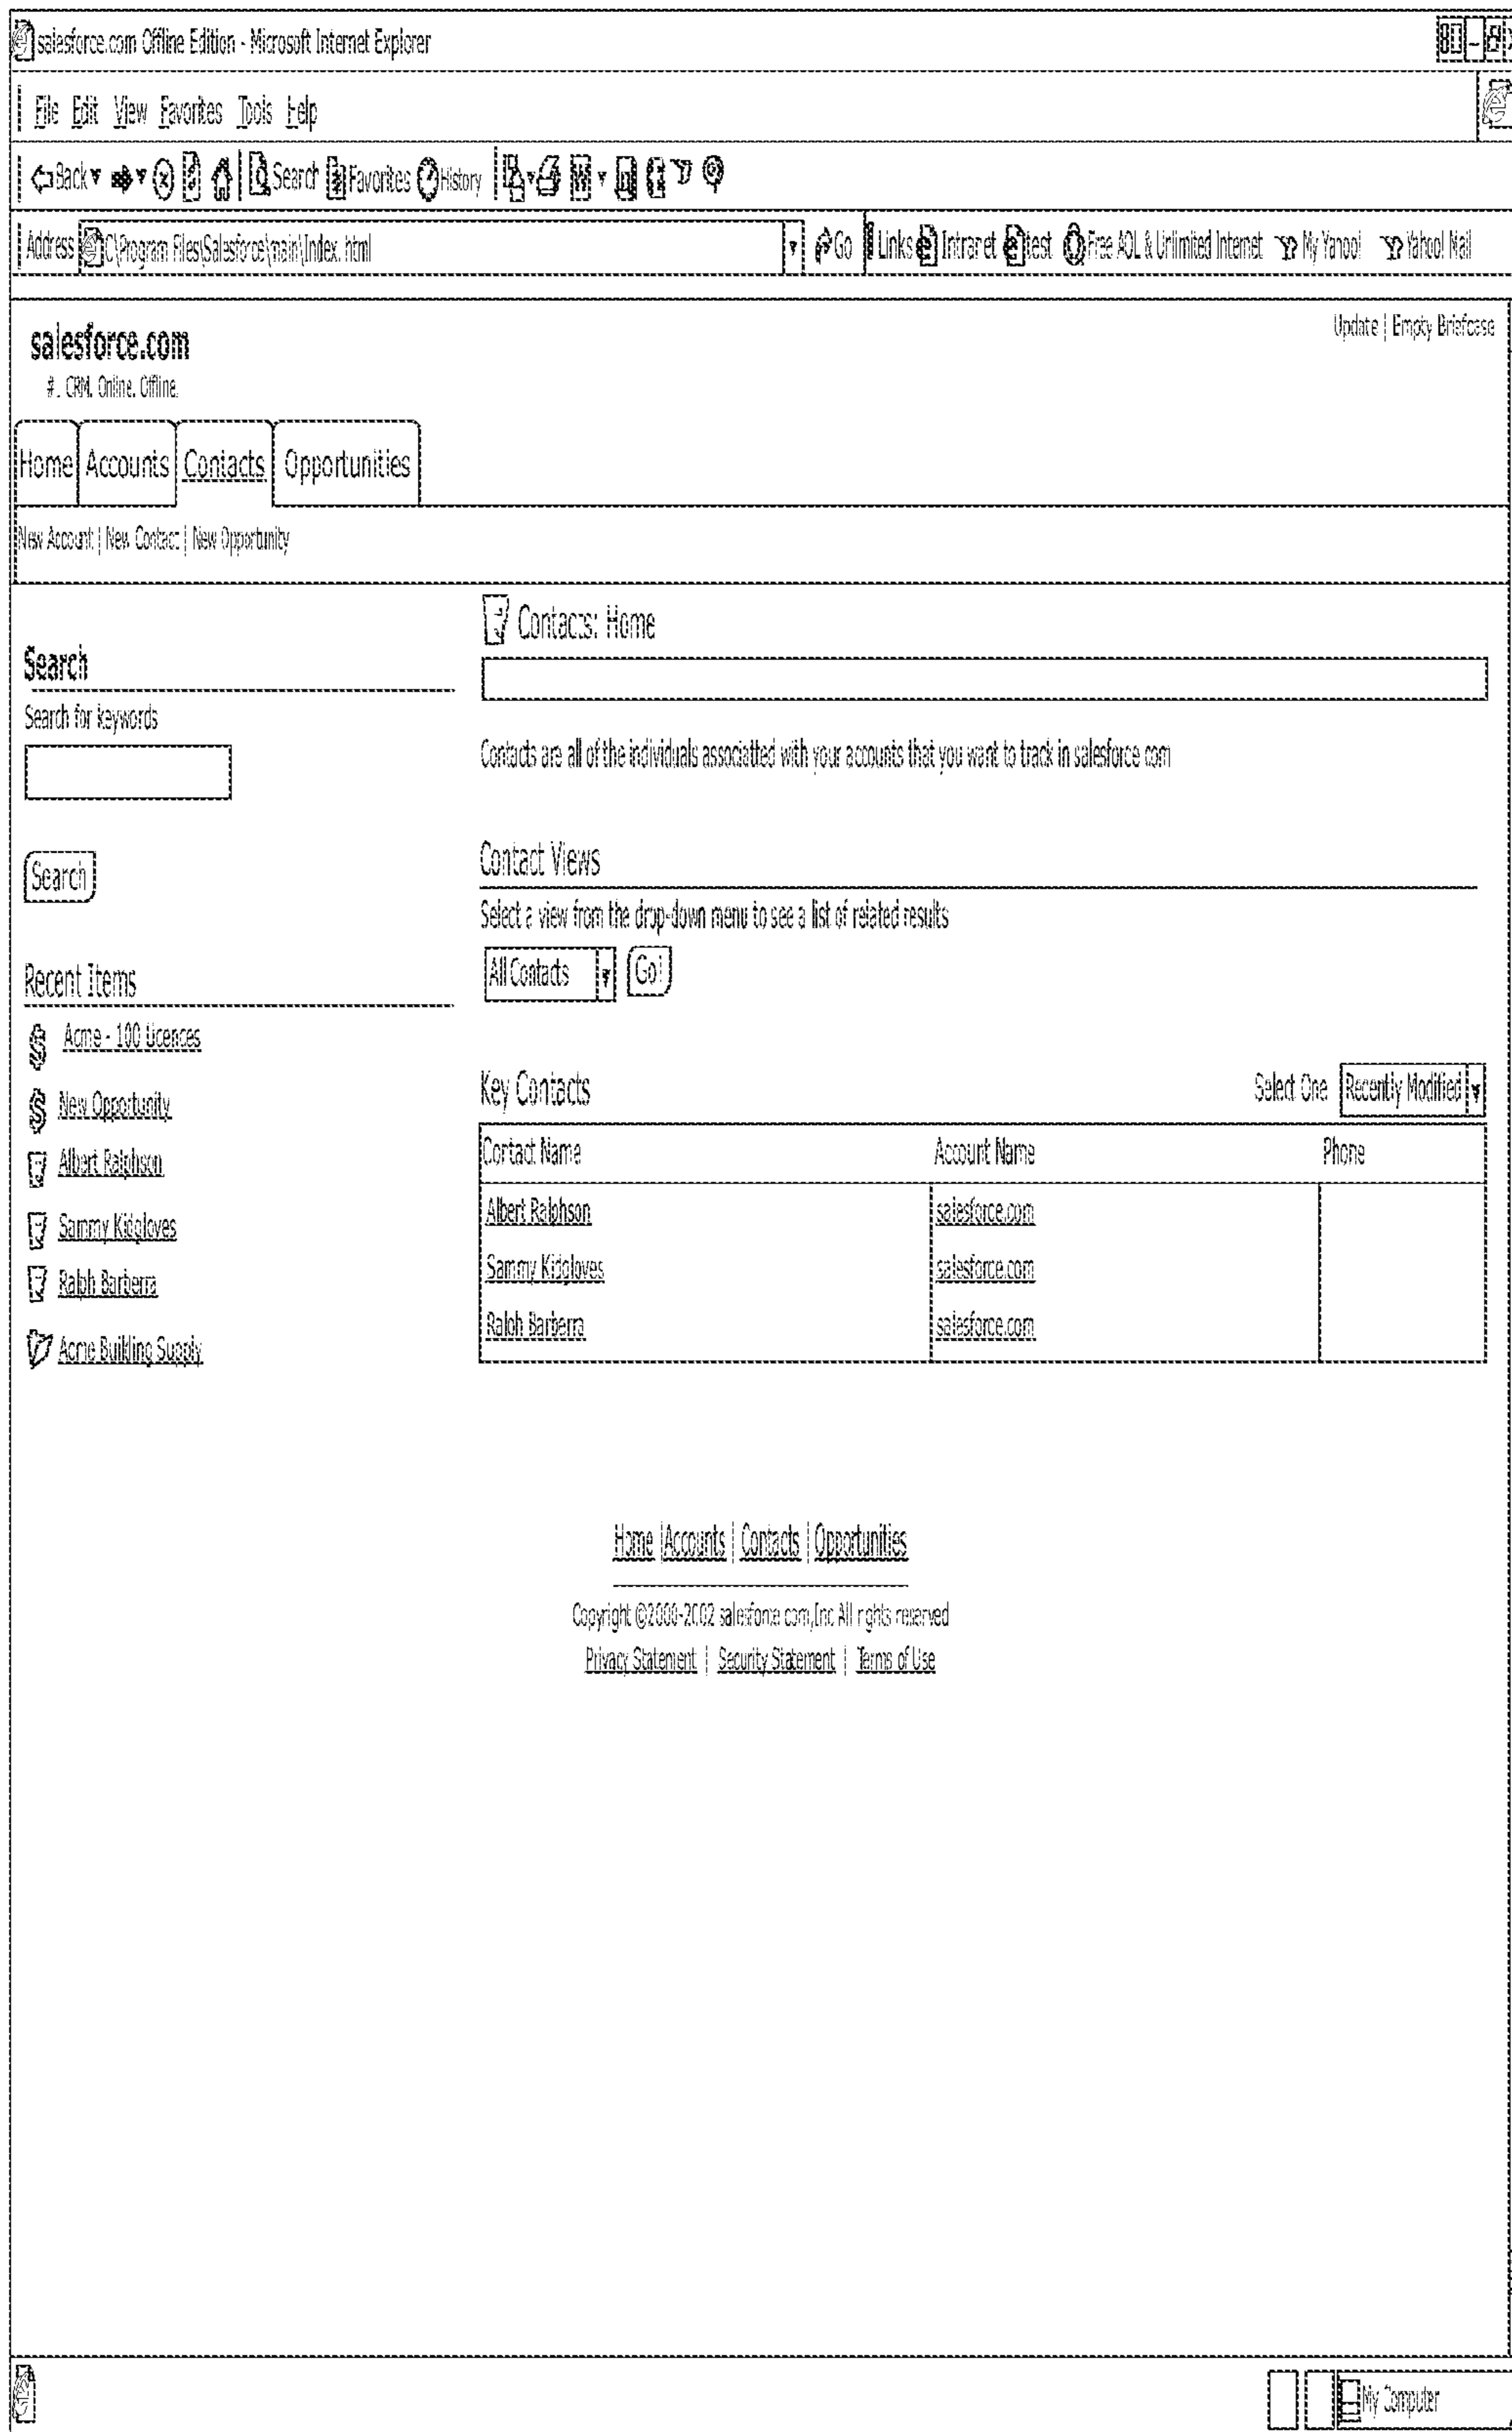 salesforce.com Offline Edition - Microsoft Internet Explorer
File Edit View Favorites Tools Help
Back Search Favorites History
Address C\Program Files\Salesforce\main\Index. html Go Links Intranet test Free AOL & Unlimited Internet My Yahoo! Yahoo! Mail
Update | Empty Briefcase
salesforce.com
#. CRM. Online. Offline.
Home Accounts Contacts Opportunities
New Account | New Contact | New Opportunity
Search
Search for keywords
Search
Recent Items
Acme - 100 Licences
New Opportunity
Albert Ralphson
Sammy Kidgloves
Ralph Barberra
Acme Building Supply
Contacts: Home
Contacts are all of the individuals associatted with your accounts that you want to track in salesforce com
Contact Views
Select a view from the drop-down menu to see a list of related results
All Contacts Go!
Key Contacts Select One Recently Modified
Contact Name Account Name Phone
Albert Ralphson salesforce.com
Sammy Kidgloves salesforce.com
Ralph Barberra salesforce.com
Home | Accounts | Contacts | Opportunities
Copyright ©2000-2002 salesforce com,Inc All rights reserved
Privacy Statement | Security Statement | Terms of Use
My Computer